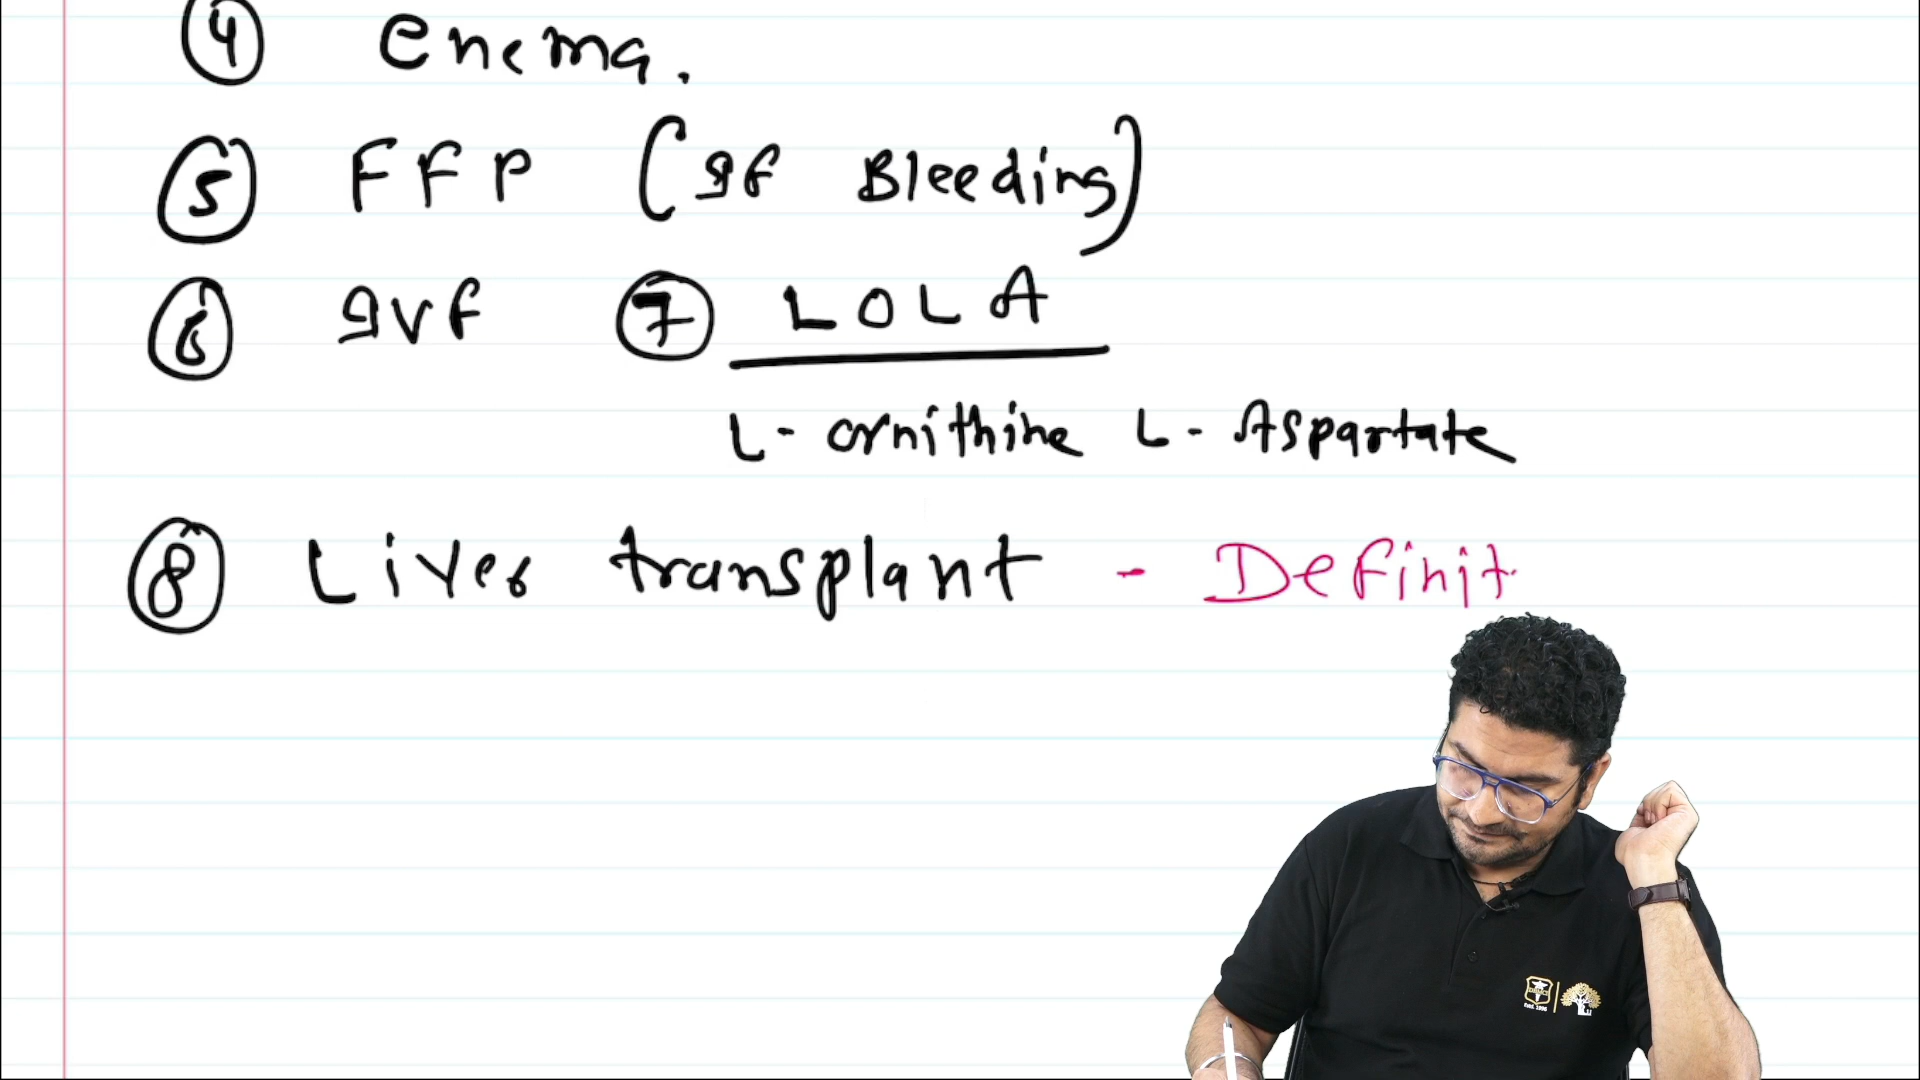 ④ Enema.
⑤ FFP (If Bleeding)
⑥ IVF ⑦ LOLA
L- ornithine L- Aspartate
⑧ Liver transplant - Definit